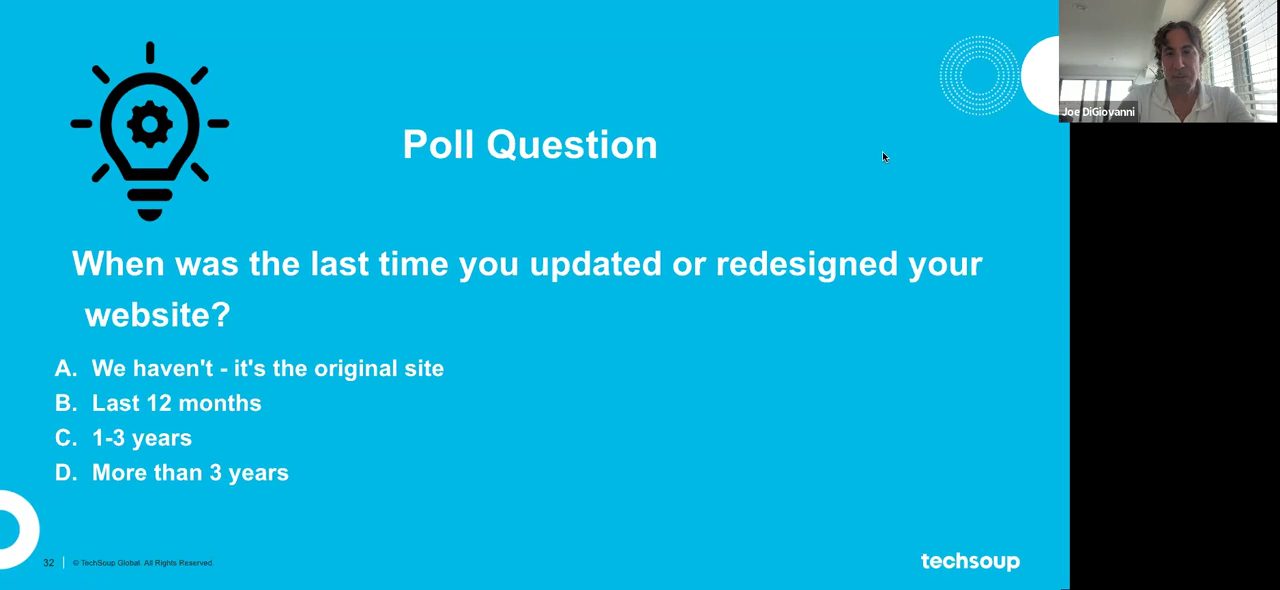 Joe DiGiovanni
Poll Question
When was the last time you updated or redesigned your
website?
A. We haven't - it's the original site
B. Last 12 months
C. 1-3 years
D. More than 3 years
32
© TechSoup Global. All Rights Reserved.
techsoup